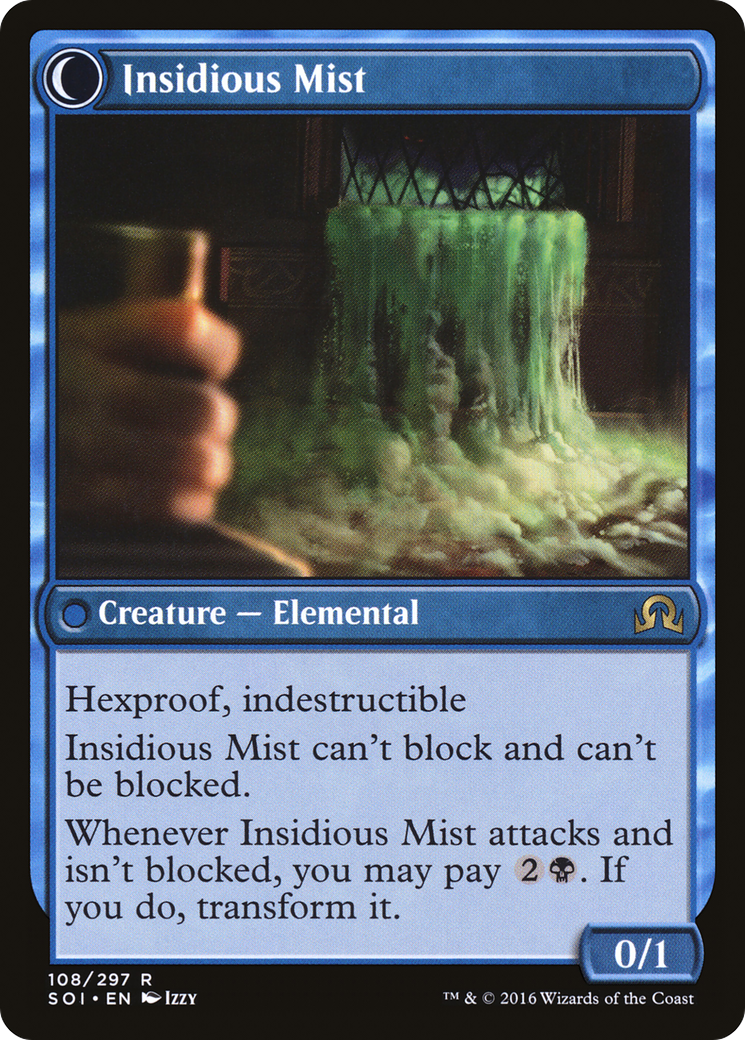 Insidious Mist
Creature — Elemental
Hexproof, indestructible
Insidious Mist can't block and can't
be blocked.
Whenever Insidious Mist attacks and
isn't blocked, you may pay 2. If
you do, transform it.
0/1
108/297 R
SOI • EN Izzy
™ & © 2016 Wizards of the Coast